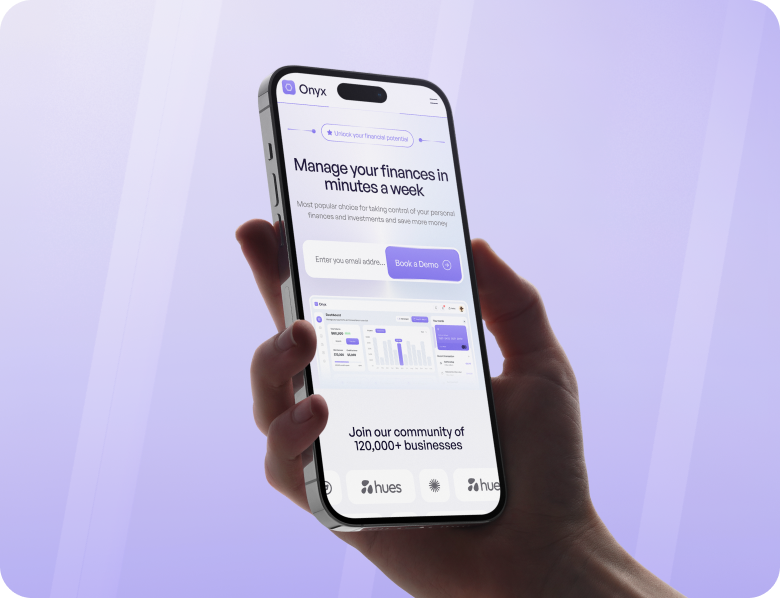 Onyx
Unlock your financial potential
Manage your finances in
minutes a week
Most popular choice for taking control of your personal
finances and investments and save more money
Enter you email addre...
Book a Demo
Onyx
Dashboard
Join our community of
120,000+ businesses
hues
hue